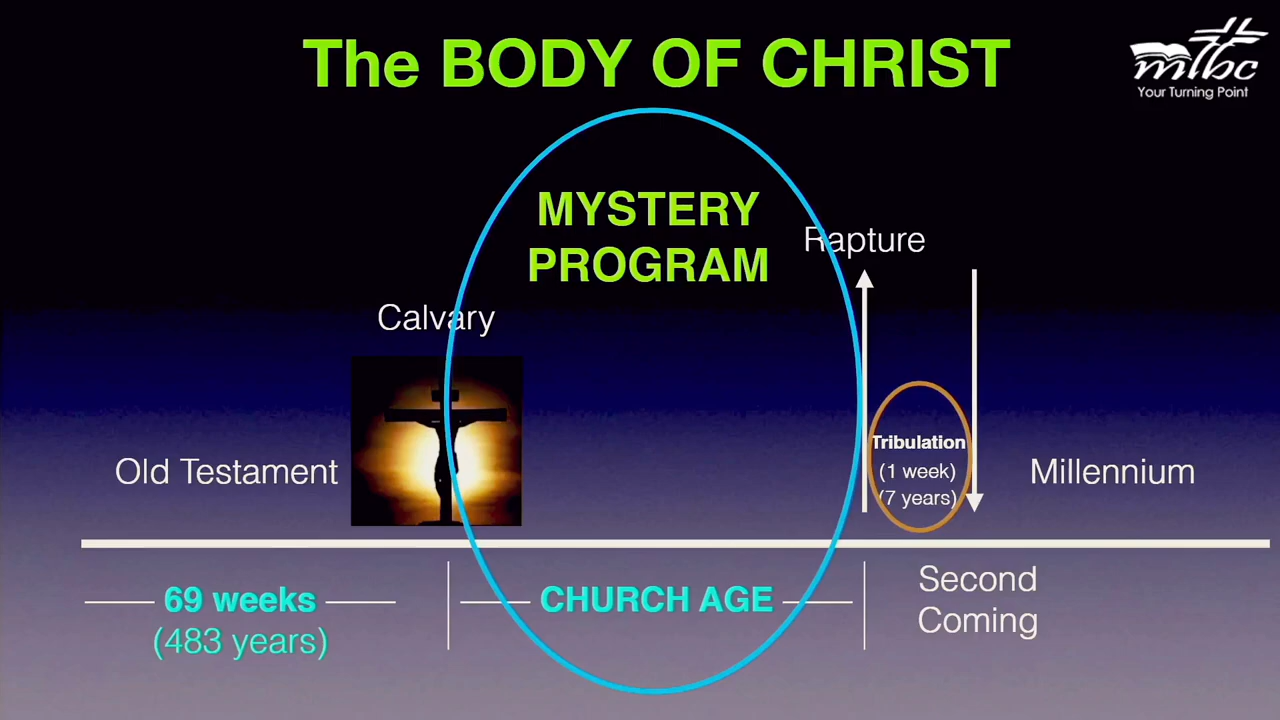 The BODY OF CHRIST
mtbc
Your Turning Point
MYSTERY
PROGRAM
Rapture
Calvary
Tribulation
(1 week)
(7 years)
Old Testament
Millennium
69 weeks
(483 years)
CHURCH AGE
Second
Coming